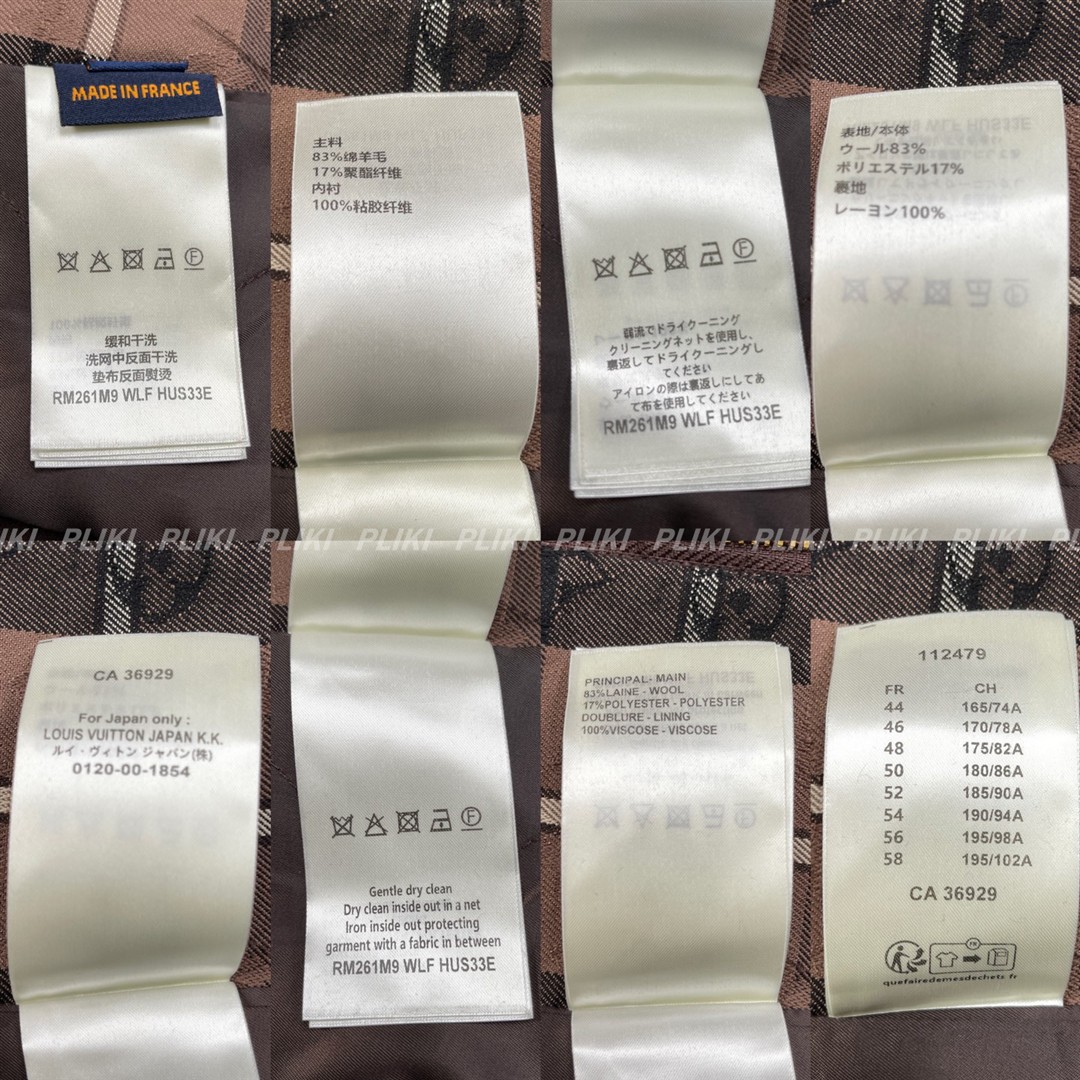 MADE IN FRANCE
缓和干洗
洗网中反面干洗
垫布反面熨烫
RM261M9 WLF HUS33E
主料
83%绵羊毛
17%聚酯纤维
内衬
100%粘胶纤维
弱流でドライクーニング
クリーニングネットを使用し、
裏返してドライクーニングし
てください
アイロンの際は裏返しにしてあ
て布を使用してください
RM261M9 WLF HUS33E
表地/本体
ウール83%
ポリエステル17%
裏地
レーヨン100%
PLIKI PLIKI PLIKI PLIKI PLIKI PLIKI PLIKI PLIKI PLIKI PLIKI
CA 36929
For Japan only :
LOUIS VUITTON JAPAN K.K.
ルイ・ヴィトン ジャパン(株)
0120-00-1854
Gentle dry clean
Dry clean inside out in a net
Iron inside out protecting
garment with a fabric in between
RM261M9 WLF HUS33E
PRINCIPAL- MAIN
83%LAINE - WOOL
17%POLYESTER - POLYESTER
DOUBLURE - LINING
100%VISCOSE - VISCOSE
112479
FR CH
44 165/74A
46 170/78A
48 175/82A
50 180/86A
52 185/90A
54 190/94A
56 195/98A
58 195/102A
CA 36929
FR
quefairedemesdechets.fr